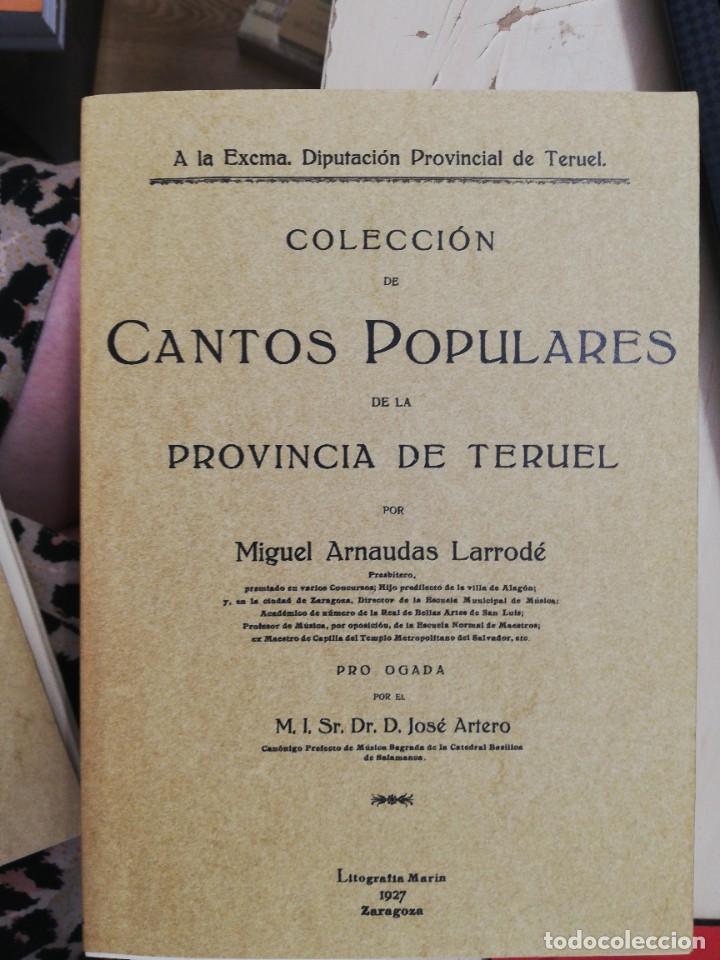 A la Excma. Diputación Provincial de Teruel.
COLECCIÓN
DE
CANTOS POPULARES
DE LA
PROVINCIA DE TERUEL
POR
Miguel Arnaudas Larrodé
Presbítero,
premiado en varios Concursos; Hijo predilecto de la villa de Alagón;
y, en la ciudad de Zaragoza, Director de la Escuela Municipal de Música;
Académico de número de la Real de Bellas Artes de San Luis;
Profesor de Música, por oposición, de la Escuela Normal de Maestros;
ex Maestro de Capilla del Templo Metropolitano del Salvador, etc.
PRO OGADA
POR EL
M. I. Sr. Dr. D. José Artero
Canónigo Prefecto de Música Sagrada de la Catedral Basílica
de Salamanca.
Litografía Marín
1927
Zaragoza
todocoleccion